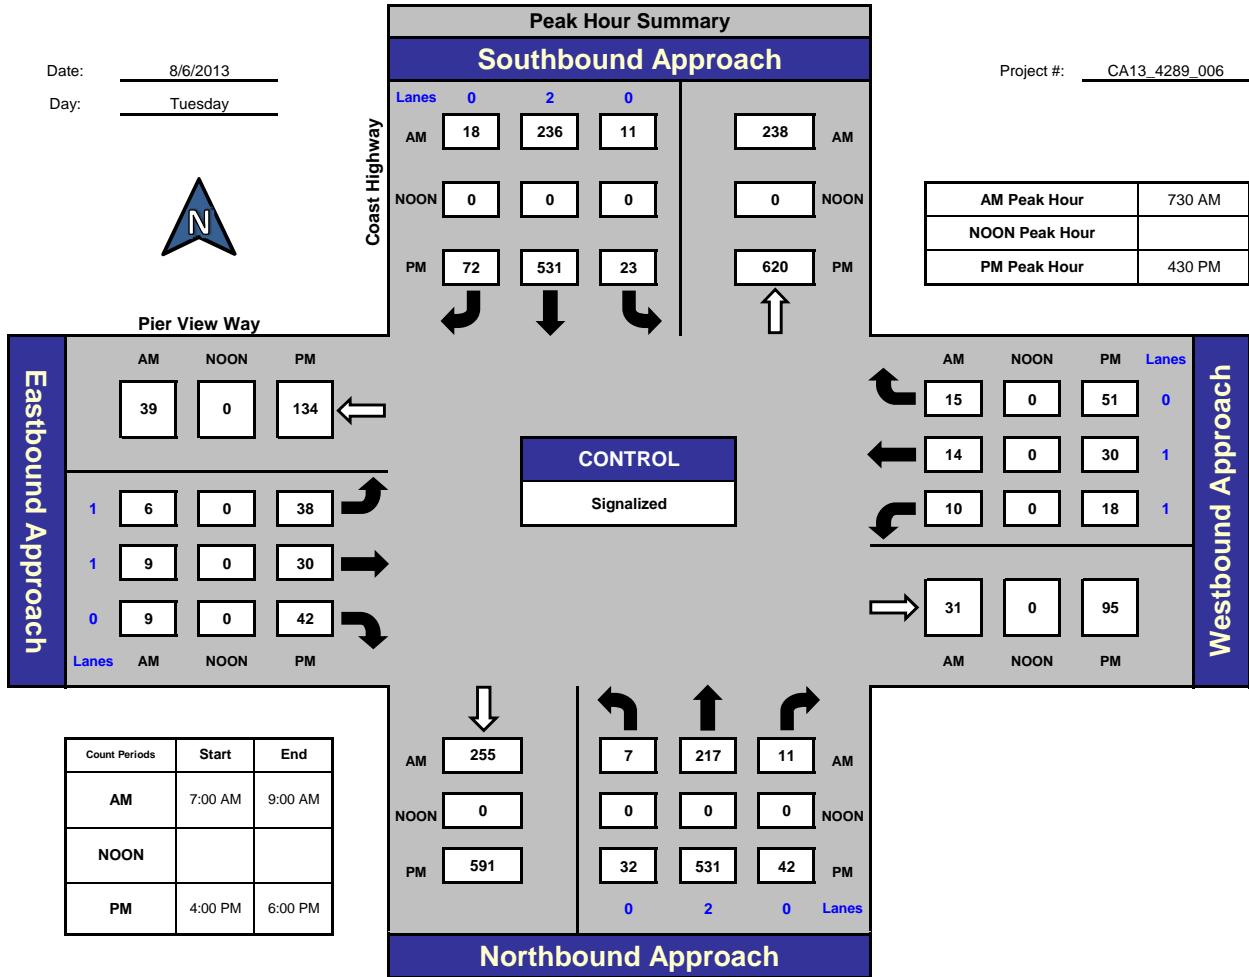 Peak Hour Summary
Southbound Approach
Date: 8/6/2013
Project #: CA13_4289_006
Day: Tuesday
Lanes 0 2 0
Coast Highway
AM 18 236 11 238 AM
N
NOON 0 0 0 0 NOON
AM Peak Hour 730 AM
NOON Peak Hour
PM Peak Hour 430 PM
PM 72 531 23 620 PM
Pier View Way
Eastbound Approach
AM NOON PM
39 0 134
1 6 0 38
1 9 0 30
0 9 0 42
Lanes AM NOON PM
CONTROL
Signalized
AM NOON PM Lanes
15 0 51 0
14 0 30 1
10 0 18 1
31 0 95
AM NOON PM
Westbound Approach
Count Periods Start End
AM 7:00 AM 9:00 AM
NOON
PM 4:00 PM 6:00 PM
AM 255 7 217 11 AM
NOON 0 0 0 0 NOON
PM 591 32 531 42 PM
0 2 0 Lanes
Northbound Approach